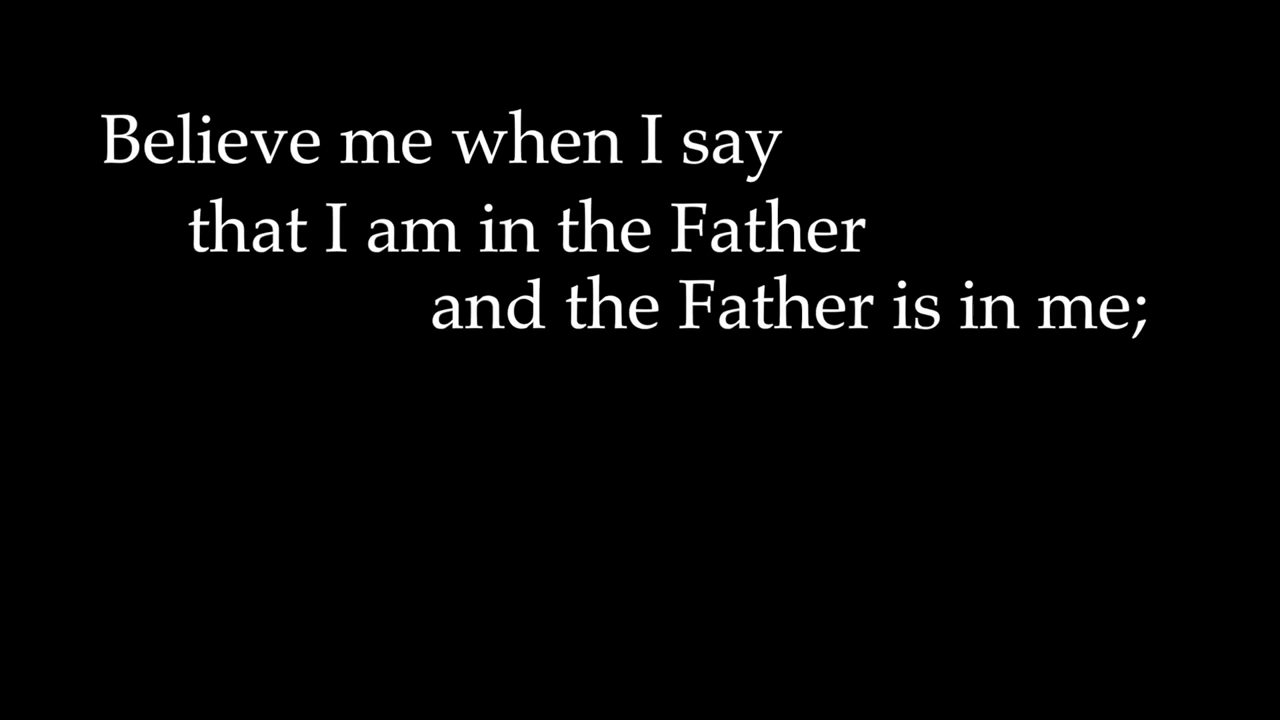 Believe me when I say
that I am in the Father
and the Father is in me;